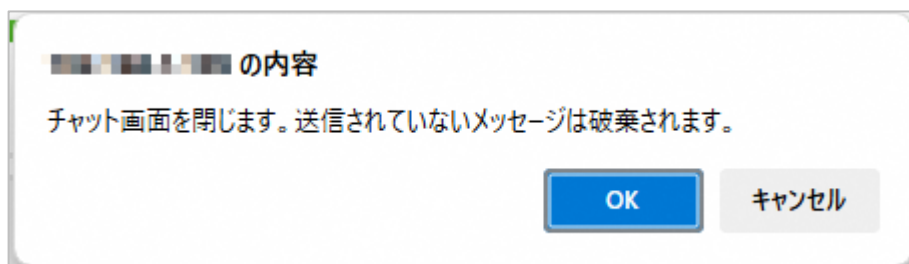 の内容
チャット画面を閉じます。送信されていないメッセージは破棄されます。
OK
キャンセル